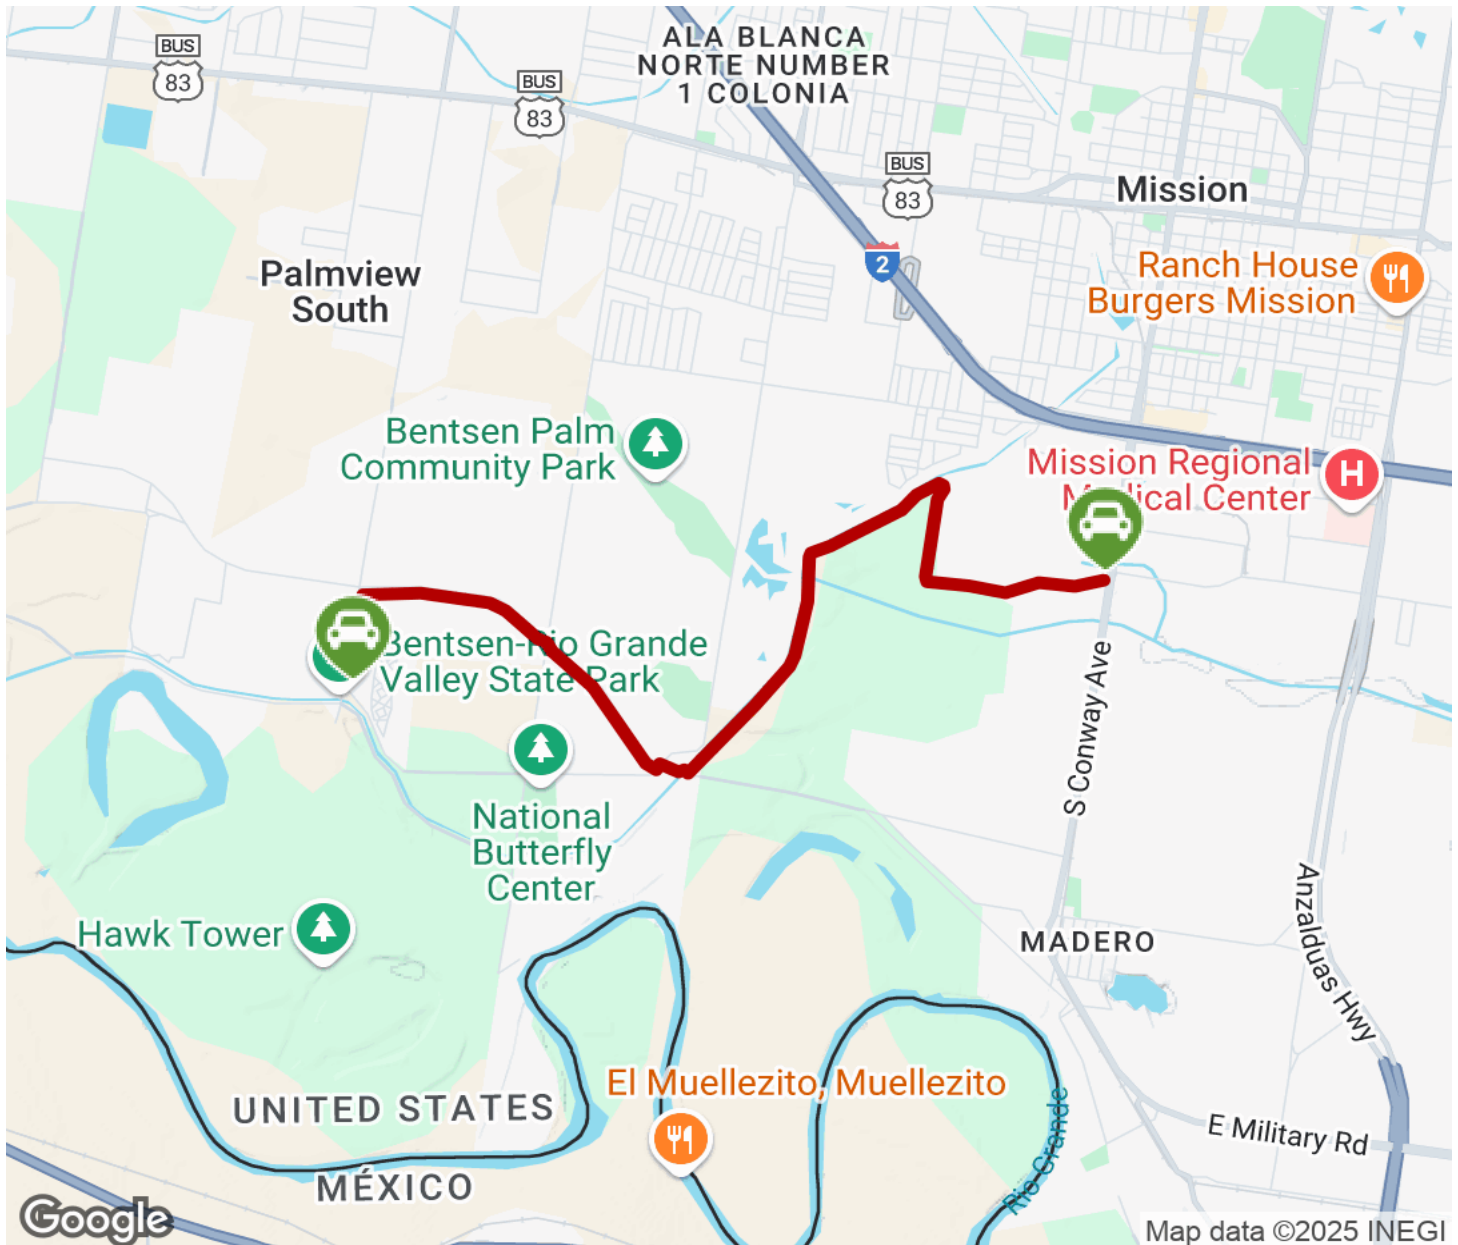 ALA BLANCA
NORTE NUMBER
1 COLONIA
BUS
83
BUS
83
BUS
83
Mission
2
Palmview
South
Ranch House
Burgers Mission
Bentsen Palm
Community Park
Mission Regional
Medical Center
H
Bentsen-Rio Grande
Valley State Park
S Conway Ave
National
Butterfly
Center
Hawk Tower
MADERO
Anzalduas Hwy
El Muellezito, Muellezito
UNITED STATES
Rio Grande
E Military Rd
MÉXICO
Google
Map data ©2025 INEGI